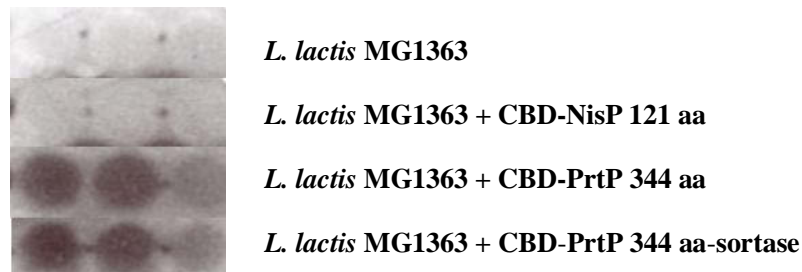 L. lactis MG1363
L. lactis MG1363 + CBD-NisP 121 aa
L. lactis MG1363 + CBD-PrtP 344 aa
L. lactis MG1363 + CBD-PrtP 344 aa-sortase